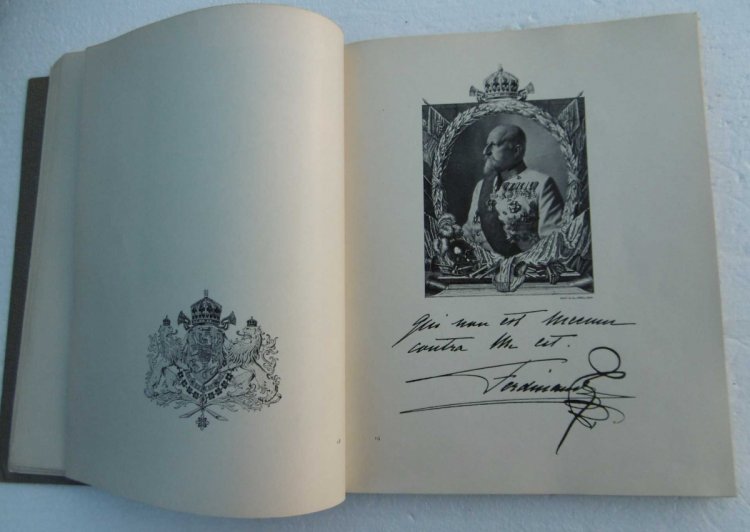 Qui non est mecum
contra Me est.
Ferdinand